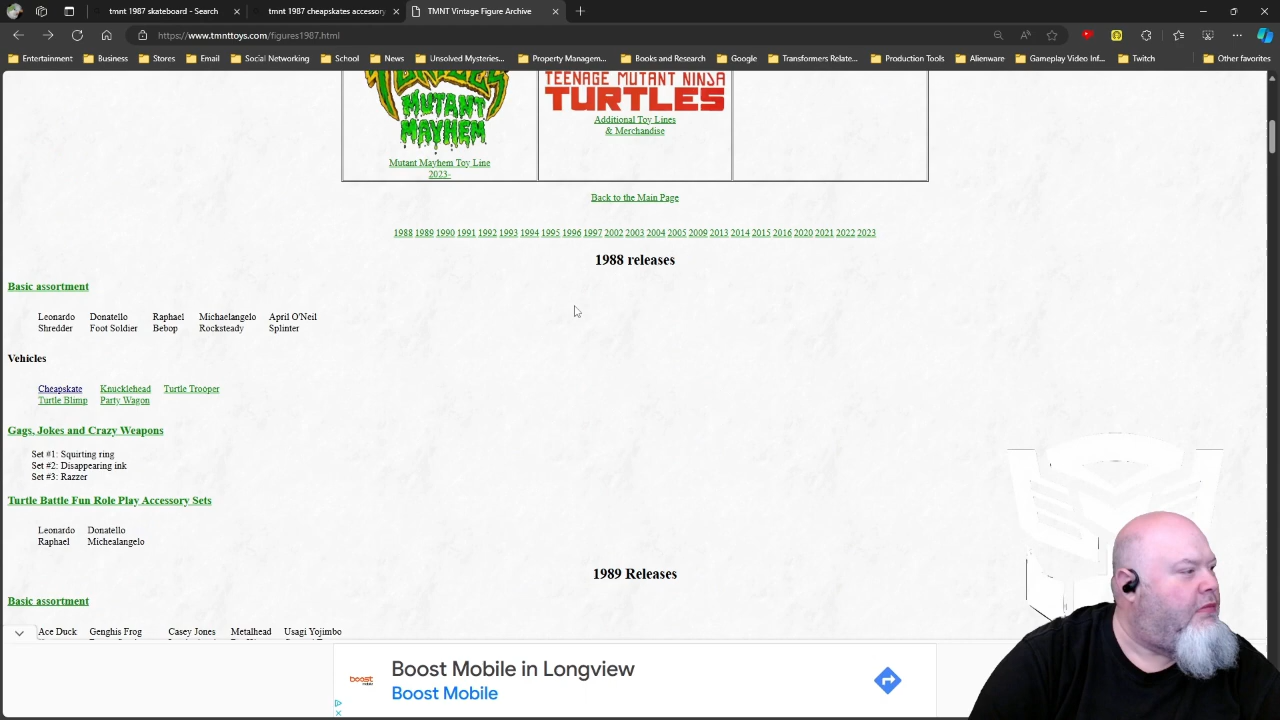 tmnt 1987 skateboard - Search
tmnt 1987 cheapskates accessory
TMNT Vintage Figure Archive
https://www.tmnttoys.com/figures1987.html
Entertainment
Business
Stores
Email
Social Networking
School
News
Unsolved Mysteries...
Property Managem...
Books and Research
Google
Transformers Relate...
Production Tools
Alienware
Gameplay Video Inf...
Twitch
Other favorites
TURTLES
MUTANT
MAYHEM
Mutant Mayhem Toy Line
2023-
TEENAGE MUTANT NINJA
TURTLES
Additional Toy Lines
& Merchandise
Back to the Main Page
1988 1989 1990 1991 1992 1993 1994 1995 1996 1997 2002 2003 2004 2005 2009 2013 2014 2015 2016 2020 2021 2022 2023
1988 releases
Basic assortment
Leonardo Donatello Raphael Michaelangelo April O'Neil
Shredder Foot Soldier Bebop Rocksteady Splinter
Vehicles
Cheapskate Knucklehead Turtle Trooper
Turtle Blimp Party Wagon
Gags, Jokes and Crazy Weapons
Set #1: Squirting ring
Set #2: Disappearing ink
Set #3: Razzer
Turtle Battle Fun Role Play Accessory Sets
Leonardo Donatello
Raphael Michealangelo
1989 Releases
Basic assortment
Ace Duck Genghis Frog Casey Jones Metalhead Usagi Yojimbo
boost
Boost Mobile in Longview
Boost Mobile